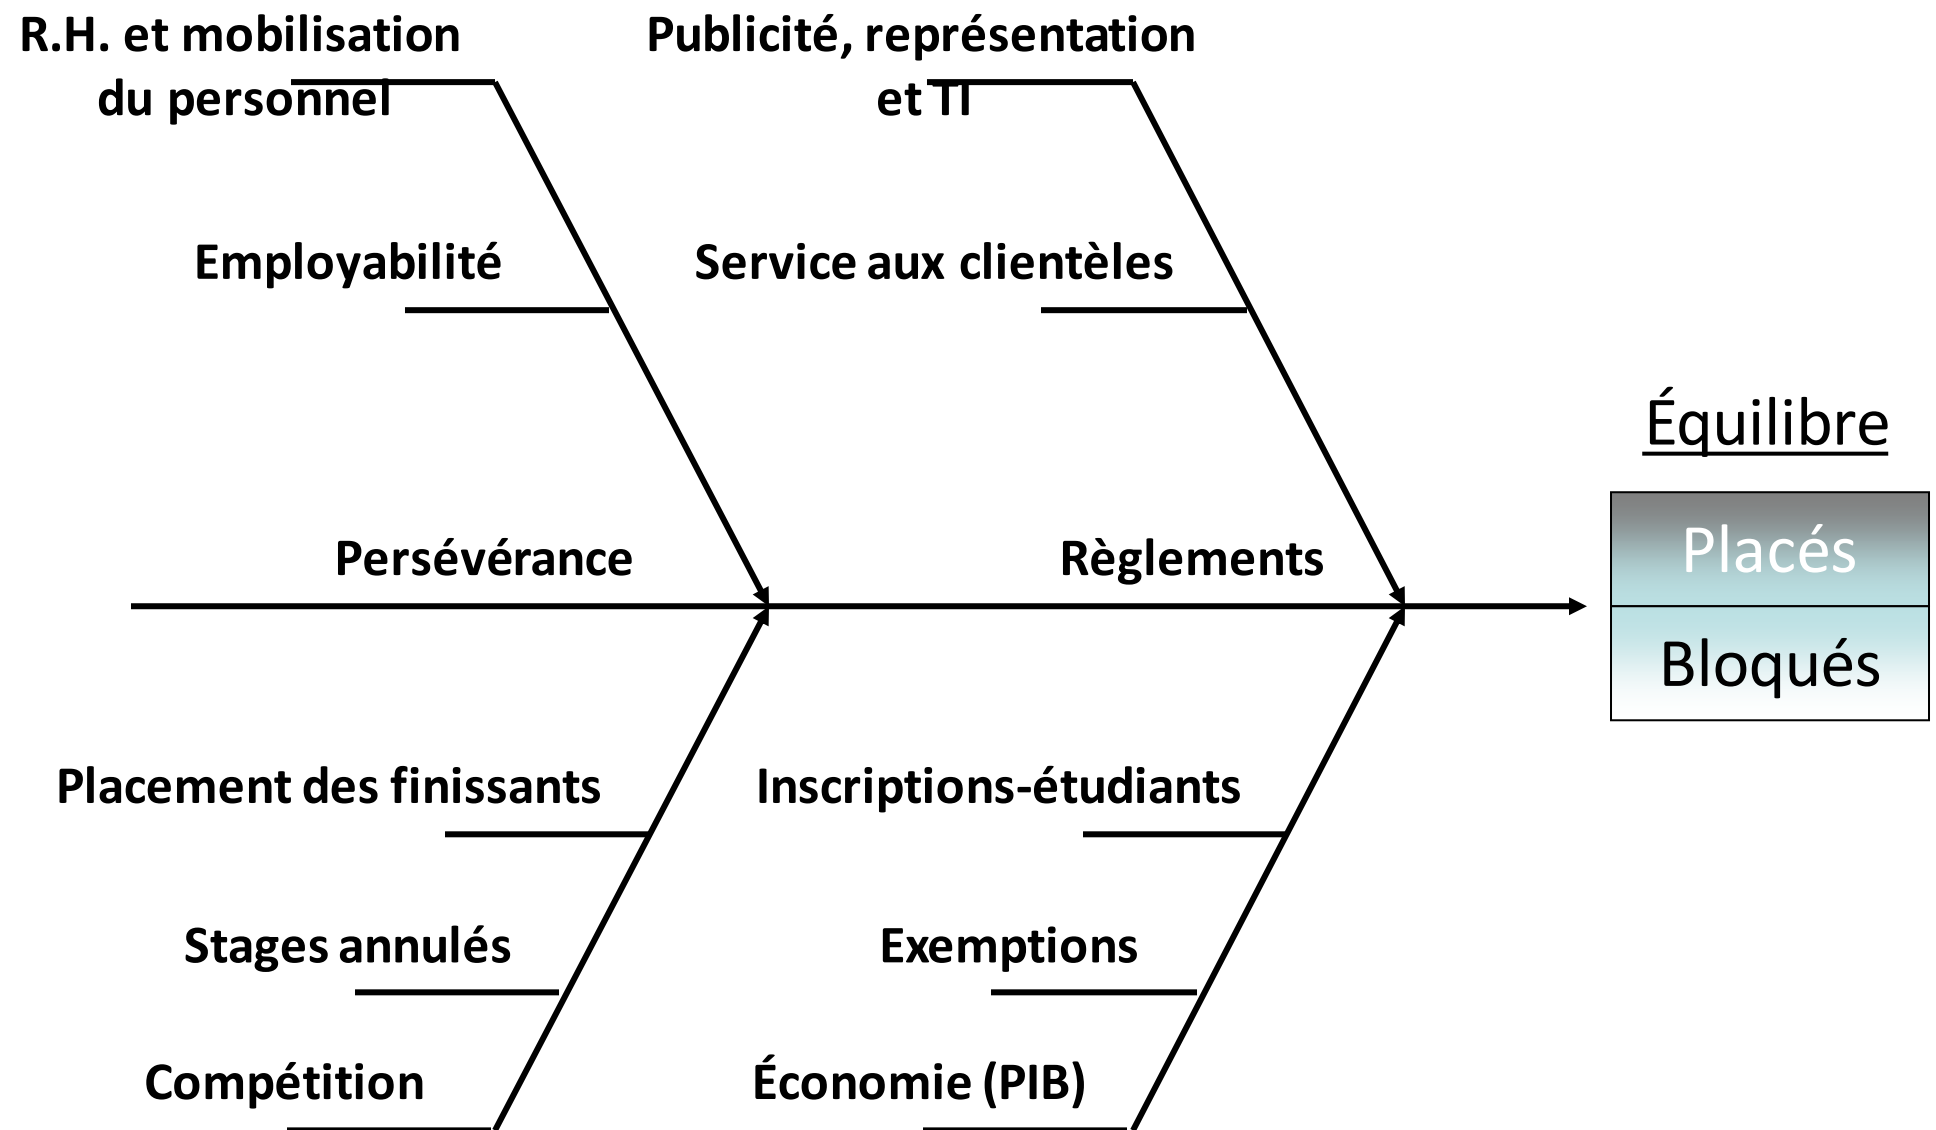 R.H. et mobilisation
du personnel
Publicité, représentation
et TI
Employabilité
Service aux clientèles
Équilibre
Persévérance
Règlements
Placés
Bloqués
Placement des finissants
Inscriptions-étudiants
Stages annulés
Exemptions
Compétition
Économie (PIB)